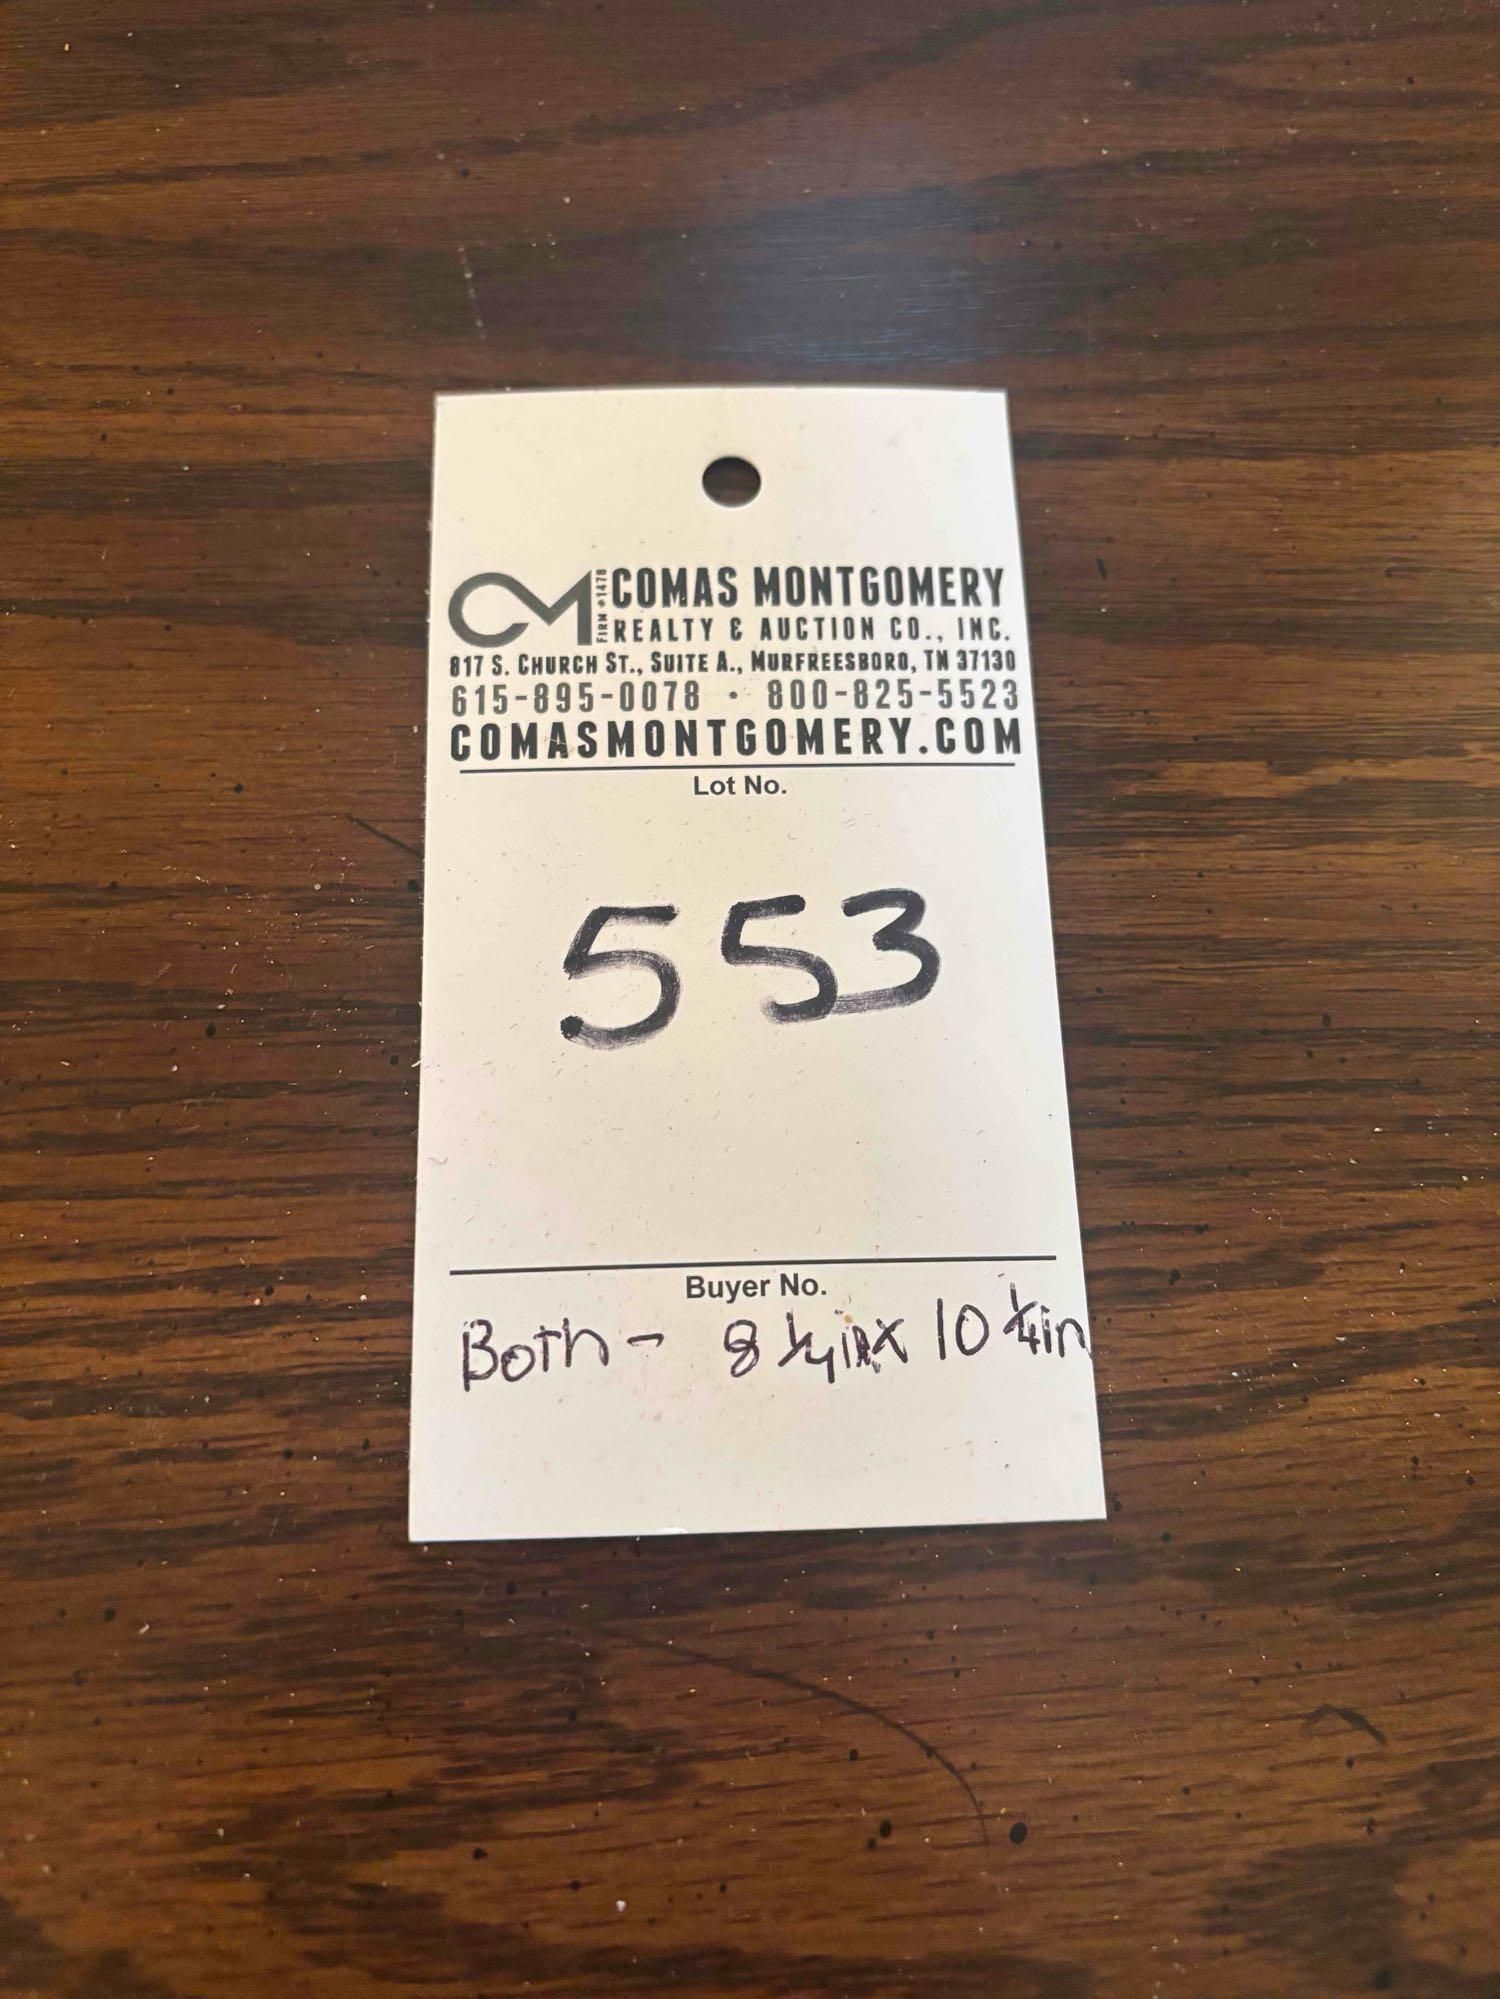 CM FIRM #1478 COMAS MONTGOMERY
REALTY & AUCTION CO., INC.
817 S. CHURCH ST., SUITE A., MURFREESBORO, TN 37130
615-895-0078 • 800-825-5523
COMASMONTGOMERY.COM
Lot No.
553
Buyer No.
Both - 8 1/4in x 10 1/4in